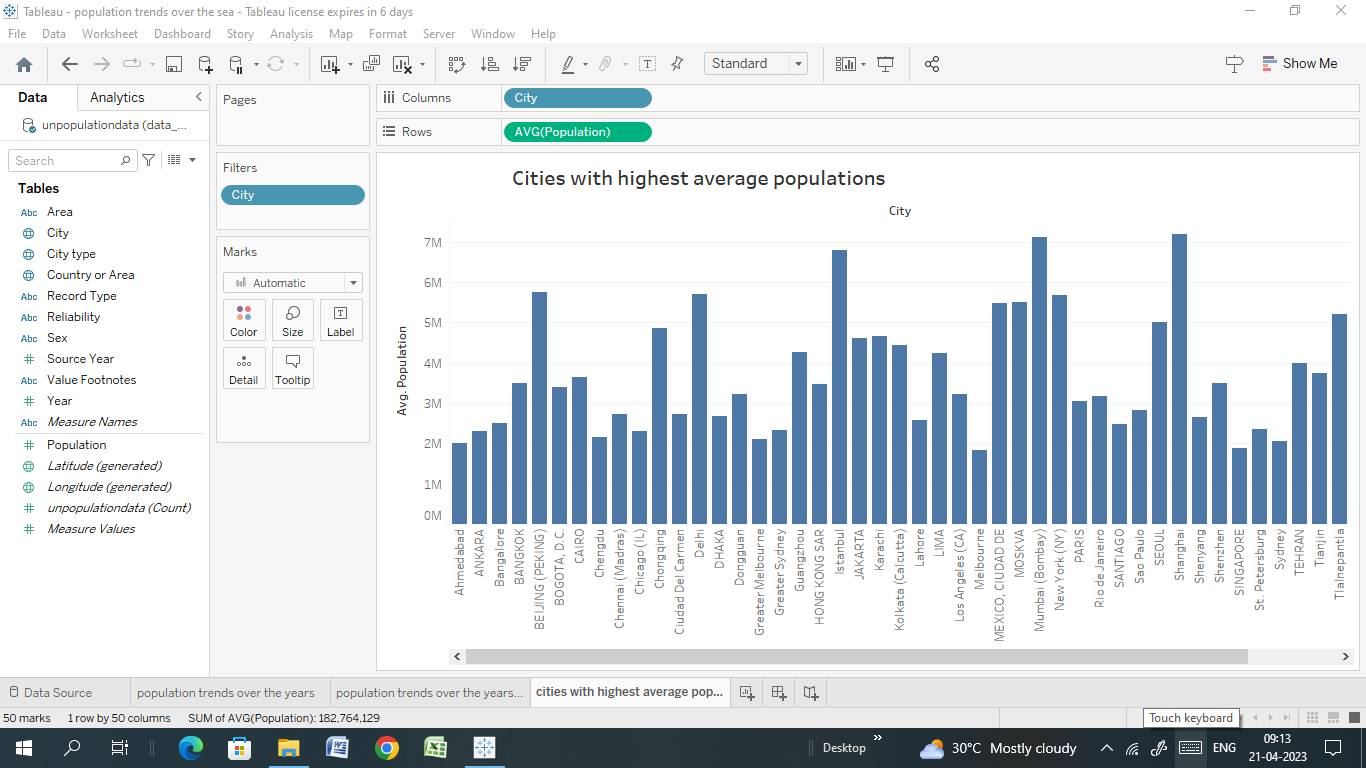 Tableau - population trends over the sea - Tableau license expires in 6 days
File Data Worksheet Dashboard Story Analysis Map Format Server Window Help
Standard
Show Me
Data Analytics
unpopulationdata (data_...
Search
Tables
Abc Area
City
City type
Country or Area
Abc Record Type
Abc Reliability
Abc Sex
Source Year
Value Footnotes
Year
Abc Measure Names
Population
Latitude (generated)
Longitude (generated)
unpopulationdata (Count)
Measure Values
Pages
Filters
City
Marks
Automatic
Color Size Label
Detail Tooltip
Columns City
Rows AVG(Population)
Cities with highest average populations
City
Avg. Population
7M
6M
5M
4M
3M
2M
1M
0M
Ahmedabad
ANKARA
Bangalore
BANGKOK
BEIJING (PEKING)
BOGOTA, D.C.
CAIRO
Chengdu
Chennai (Madras)
Chicago (IL)
Chongqing
Ciudad Del Carmen
Delhi
DHAKA
Dongguan
Greater Melbourne
Greater Sydney
Guangzhou
HONG KONG SAR
Istanbul
JAKARTA
Karachi
Kolkata (Calcutta)
Lahore
LIMA
Los Angeles (CA)
Melbourne
MEXICO, CIUDAD DE
MOSKVA
Mumbai (Bombay)
New York (NY)
PARIS
Rio de Janeiro
SANTIAGO
Sao Paulo
SEOUL
Shanghai
Shenyang
Shenzhen
SINGAPORE
St. Petersburg
Sydney
TEHRAN
Tianjin
Tlalnepantla
Data Source population trends over the years population trends over the years... cities with highest average pop...
50 marks 1 row by 50 columns SUM of AVG(Population): 182,764,129
Touch keyboard
Desktop
30°C Mostly cloudy
ENG
09:13
21-04-2023